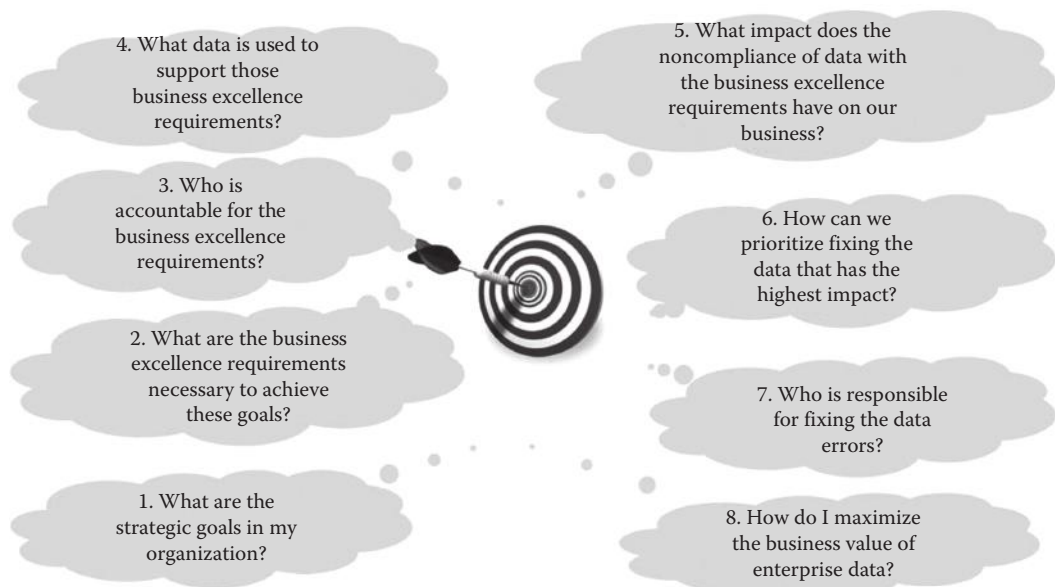 4. What data is used to
support those
business excellence
requirements?
5. What impact does the
noncompliance of data with
the business excellence
requirements have on our
business?
3. Who is
accountable for the
business excellence
requirements?
6. How can we
prioritize fixing the
data that has the
highest impact?
2. What are the business
excellence requirements
necessary to achieve
these goals?
7. Who is responsible
for fixing the data
errors?
1. What are the
strategic goals in my
organization?
8. How do I maximize
the business value of
enterprise data?